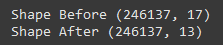 Shape Before (246137, 17)
Shape After (246137, 13)